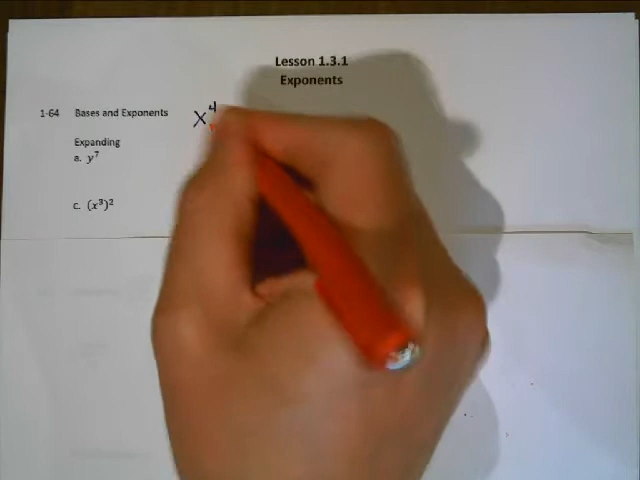 Lesson 1.3.1
Exponents
1-64 Bases and Exponents x⁴
Expanding
a. y⁷
c. (x³)²